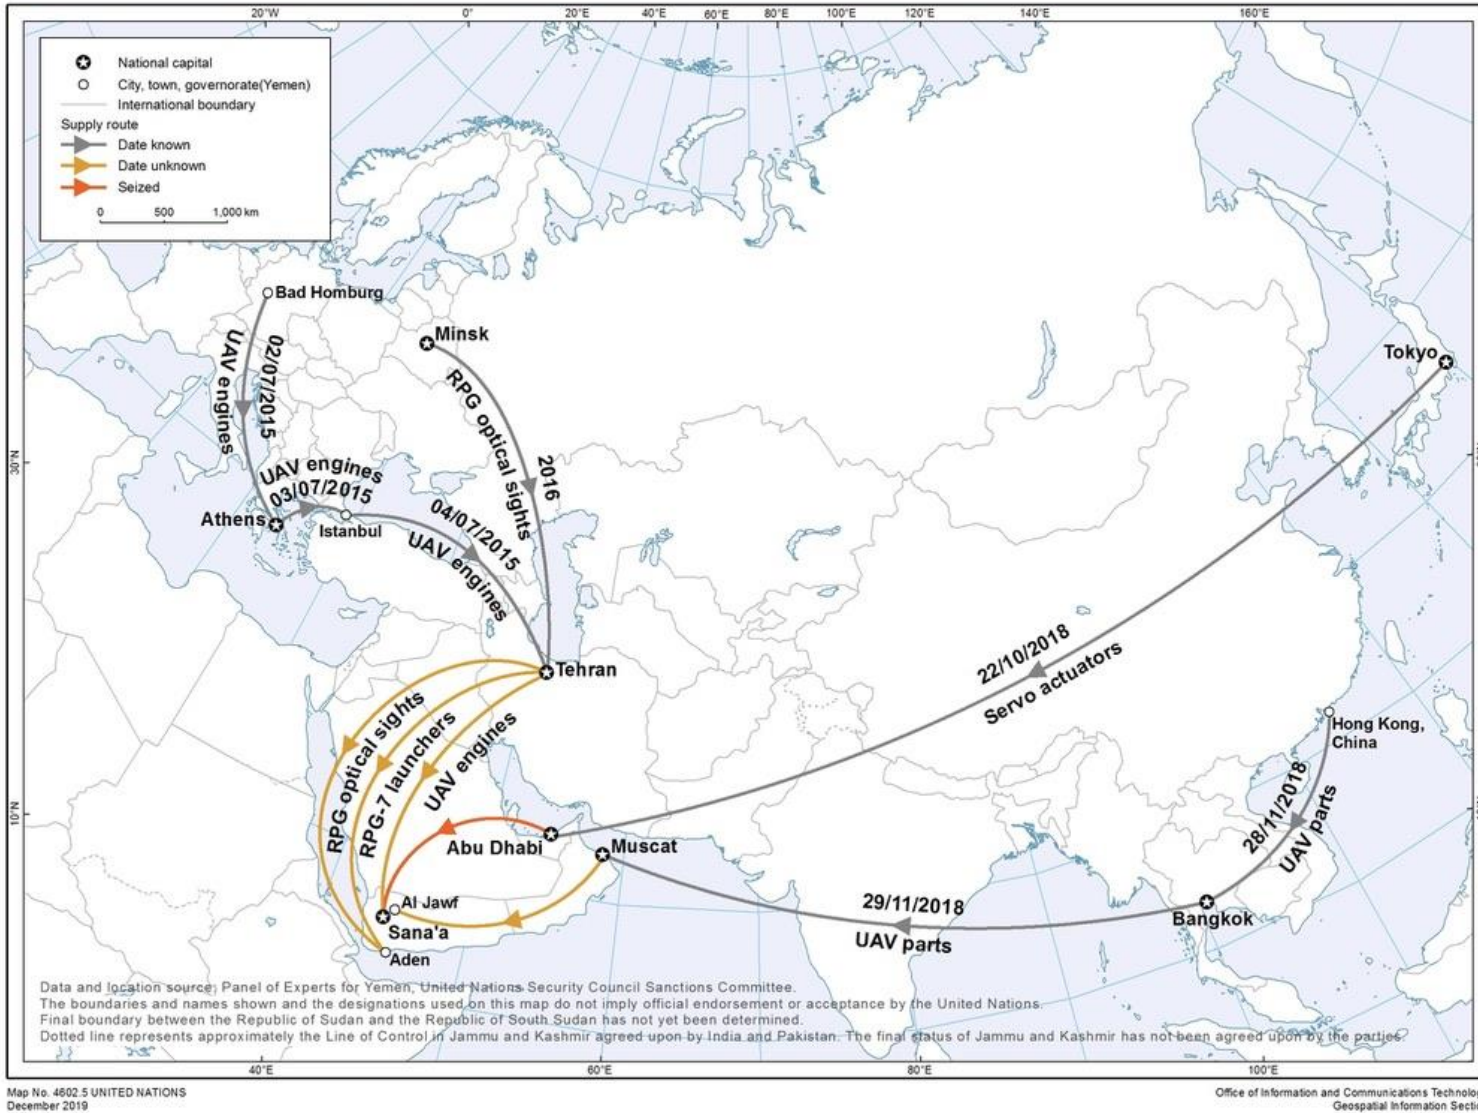 20°W
0°
20°E
40°E
60°E
80°E
100°E
120°E
140°E
160°E
National capital
City, town, governorate(Yemen)
International boundary
Supply route
Date known
Date unknown
Seized
0 500 1,000 km
Bad Homburg
Minsk
Tokyo
UAV engines
02/07/2015
RPG optical sights
2016
30°N
UAV engines
03/07/2015
Athens
Istanbul
04/07/2015
UAV engines
Tehran
22/10/2018
Servo actuators
Hong Kong,
China
RPG optical sights
RPG-7 launchers
UAV engines
28/11/2018
UAV parts
10°N
Abu Dhabi
Muscat
Al Jawf
Sana'a
Aden
29/11/2018
UAV parts
Bangkok
Data and location source: Panel of Experts for Yemen, United Nations Security Council Sanctions Committee.
The boundaries and names shown and the designations used on this map do not imply official endorsement or acceptance by the United Nations.
Final boundary between the Republic of Sudan and the Republic of South Sudan has not yet been determined.
Dotted line represents approximately the Line of Control in Jammu and Kashmir agreed upon by India and Pakistan. The final status of Jammu and Kashmir has not been agreed upon by the parties.
40°E
60°E
80°E
100°E
Map No. 4602.5 UNITED NATIONS
December 2019
Office of Information and Communications Technolo
Geospatial Information Secti